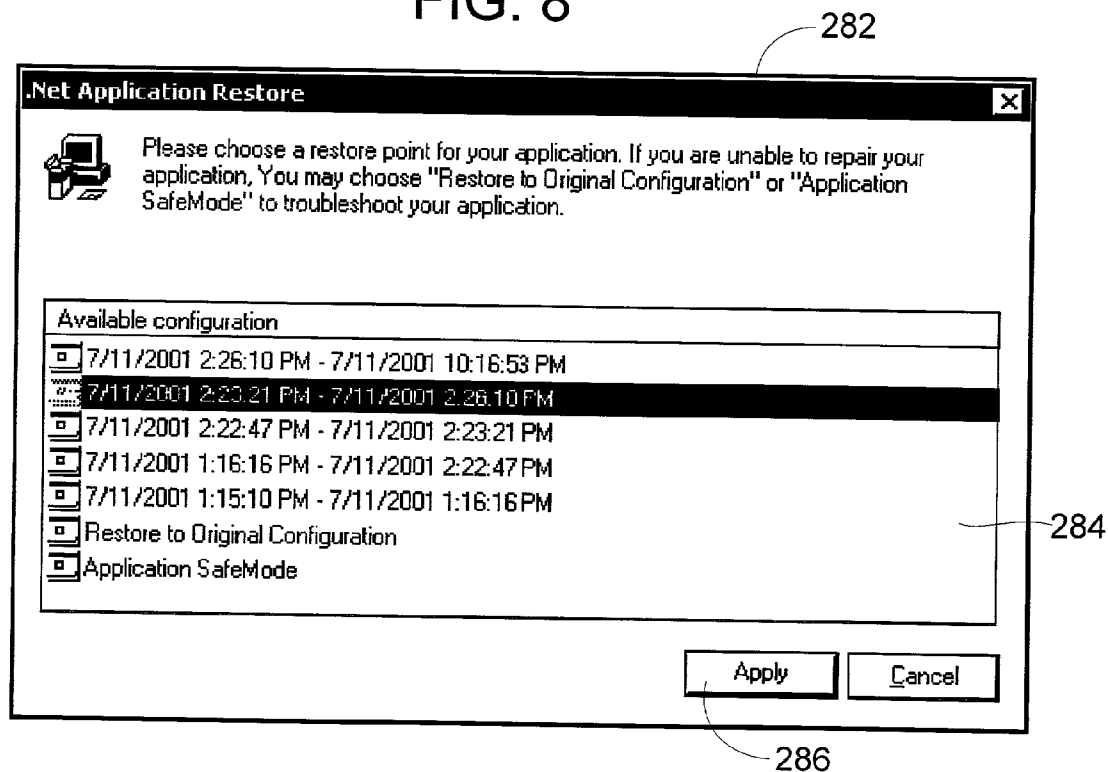 FIG. 8
282
.Net Application Restore
Please choose a restore point for your application. If you are unable to repair your
application, You may choose "Restore to Original Configuration" or "Application
SafeMode" to troubleshoot your application.
Available configuration
7/11/2001 2:26:10 PM - 7/11/2001 10:16:53 PM
7/11/2001 2:23:21 PM - 7/11/2001 2:26:10 PM
7/11/2001 2:22:47 PM - 7/11/2001 2:23:21 PM
7/11/2001 1:16:16 PM - 7/11/2001 2:22:47 PM
7/11/2001 1:15:10 PM - 7/11/2001 1:16:16 PM
Restore to Original Configuration
284
Application SafeMode
Apply
Cancel
286